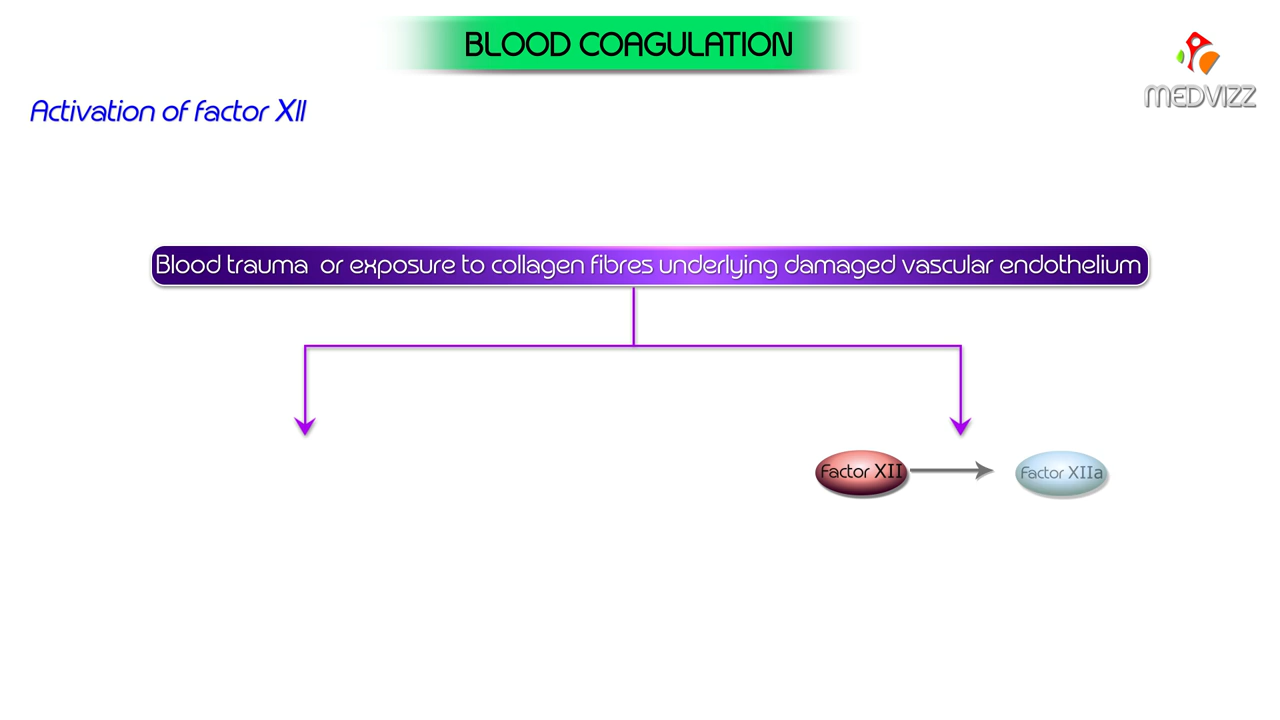 BLOOD COAGULATION
MEDVIZZ
Activation of factor XII
Blood trauma or exposure to collagen fibres underlying damaged vascular endothelium
Factor XII
Factor XIIa